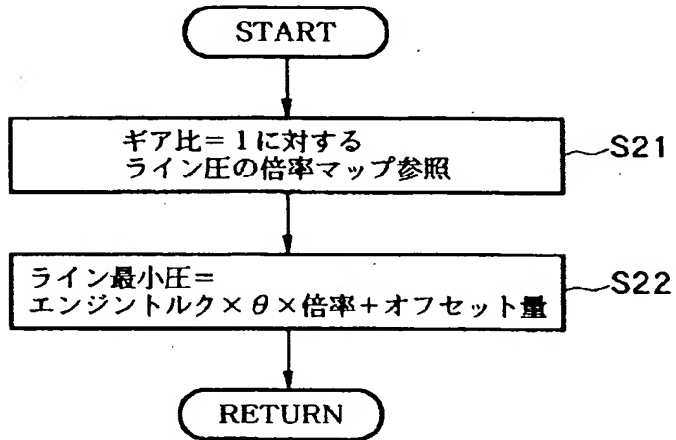 START
ギア比=1に対する
ライン圧の倍率マップ参照
S21
ライン最小圧=
エンジントルク×θ×倍率+オフセット量
S22
RETURN